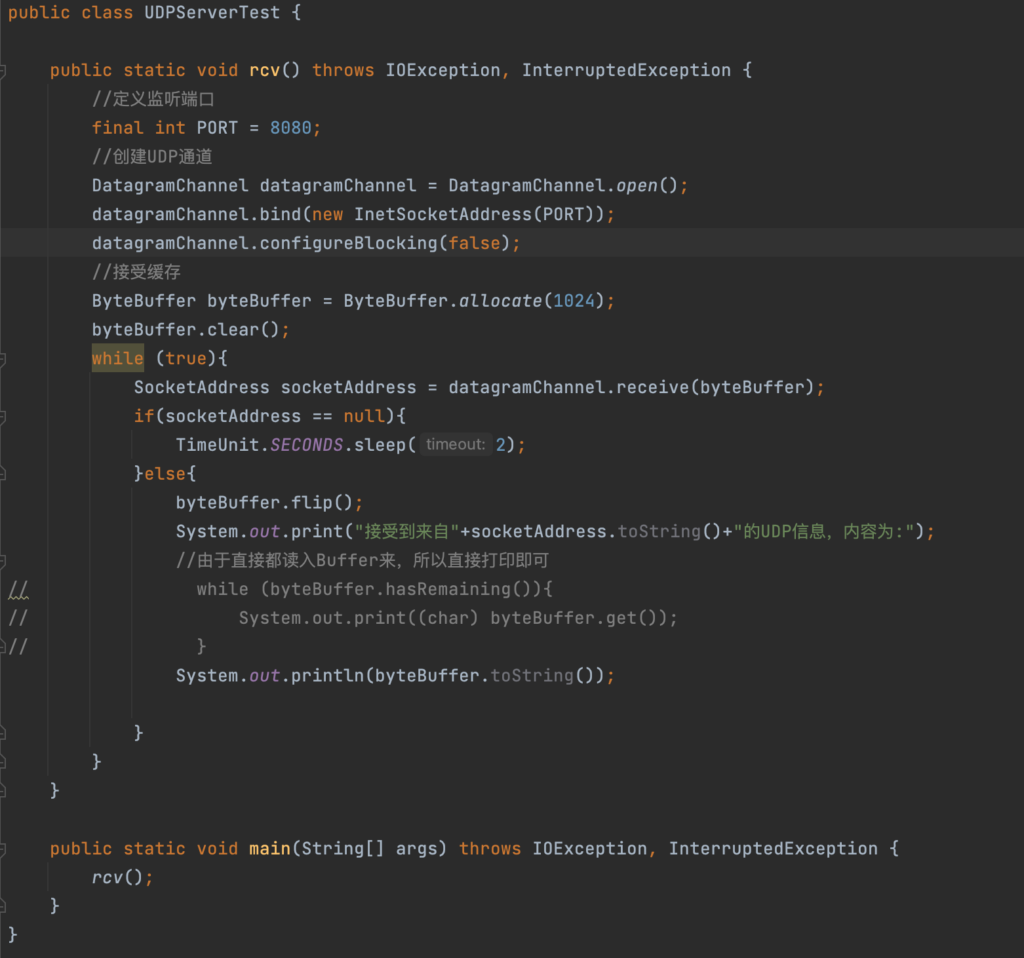 public class UDPServerTest {
public static void rcv() throws IOException, InterruptedException {
//定义监听端口
final int PORT = 8080;
//创建UDP通道
DatagramChannel datagramChannel = DatagramChannel.open();
datagramChannel.bind(new InetSocketAddress(PORT));
datagramChannel.configureBlocking(false);
//接受缓存
ByteBuffer byteBuffer = ByteBuffer.allocate(1024);
byteBuffer.clear();
while (true){
SocketAddress socketAddress = datagramChannel.receive(byteBuffer);
if(socketAddress == null){
TimeUnit.SECONDS.sleep( timeout: 2);
}else{
byteBuffer.flip();
System.out.print("接受到来自"+socketAddress.toString()+"的UDP信息，内容为:");
//由于直接都读入Buffer来，所以直接打印即可
// while (byteBuffer.hasRemaining()){
// System.out.print((char) byteBuffer.get());
// }
System.out.println(byteBuffer.toString());
}
}
}
public static void main(String[] args) throws IOException, InterruptedException {
rcv();
}
}